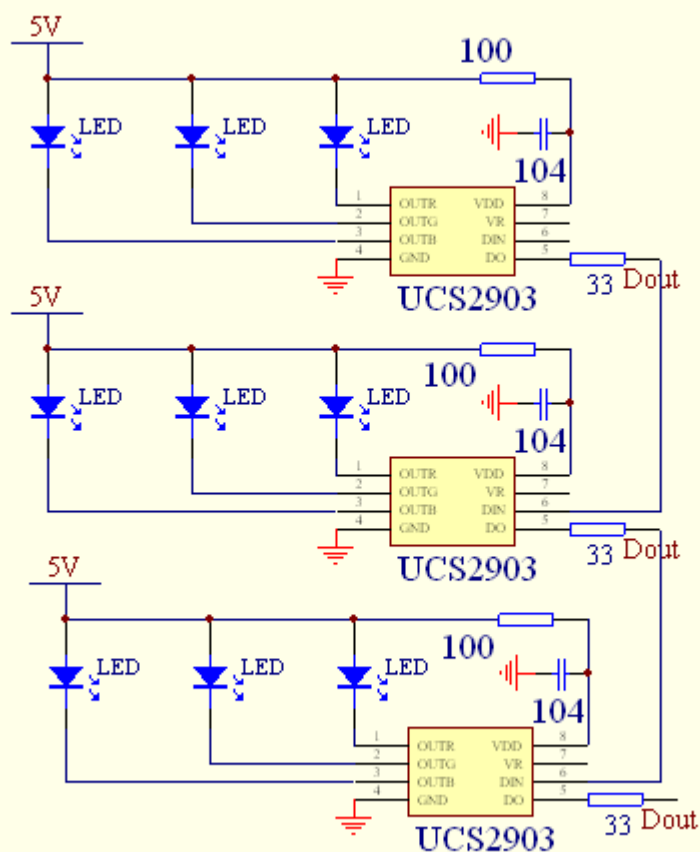 5V
100
LED LED LED
104
1 OUTR VDD 8
2 OUTG VR 7
3 OUTB DIN 6
4 GND DO 5
33 Dout
UCS2903
5V
100
LED LED LED
104
1 OUTR VDD 8
2 OUTG VR 7
3 OUTB DIN 6
4 GND DO 5
33 Dout
UCS2903
5V
100
LED LED LED
104
1 OUTR VDD 8
2 OUTG VR 7
3 OUTB DIN 6
4 GND DO 5
33 Dout
UCS2903